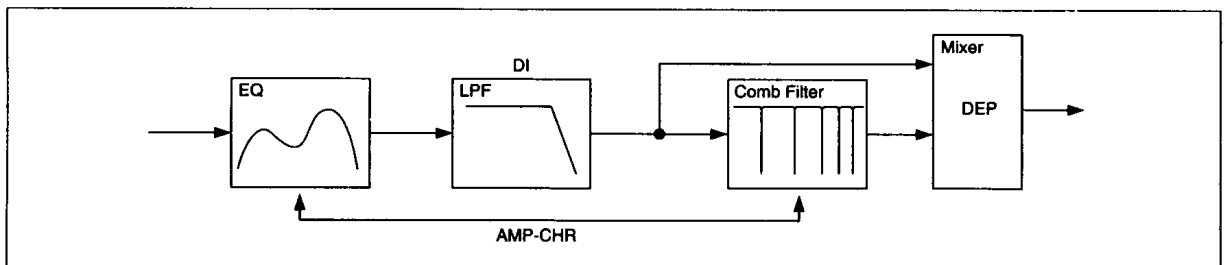 Mixer
DI
EQ
LPF
Comb Filter
DEP
AMP-CHR